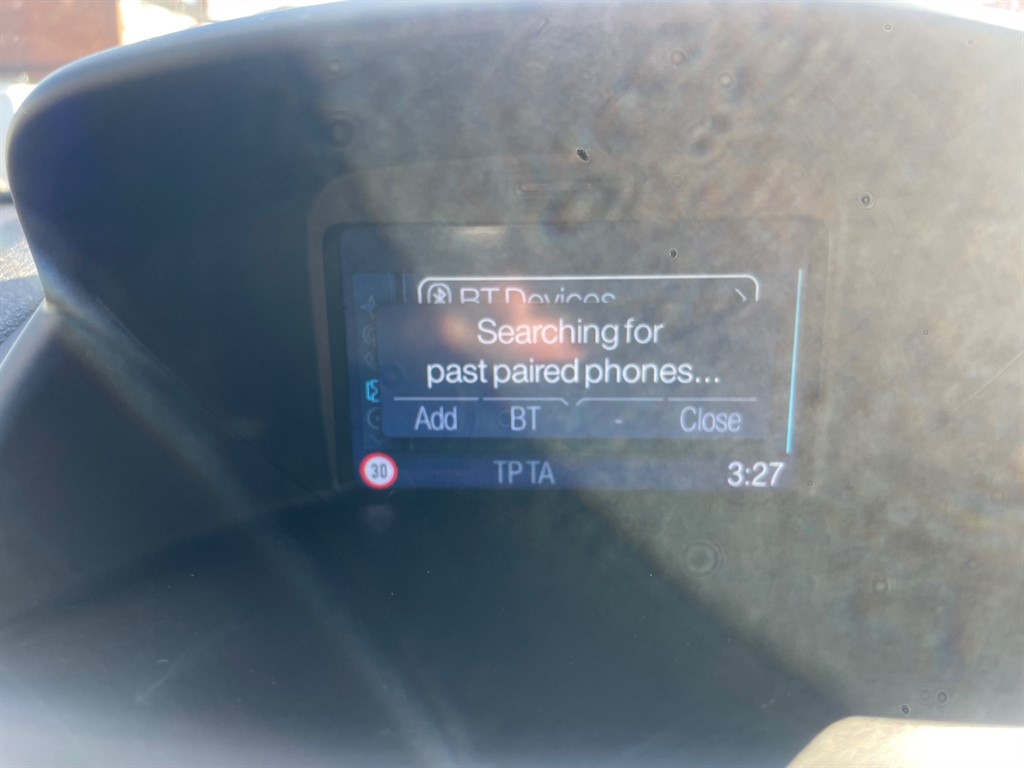 BT Devices
Searching for
past paired phones...
Add BT - Close
30 TP TA 3:27